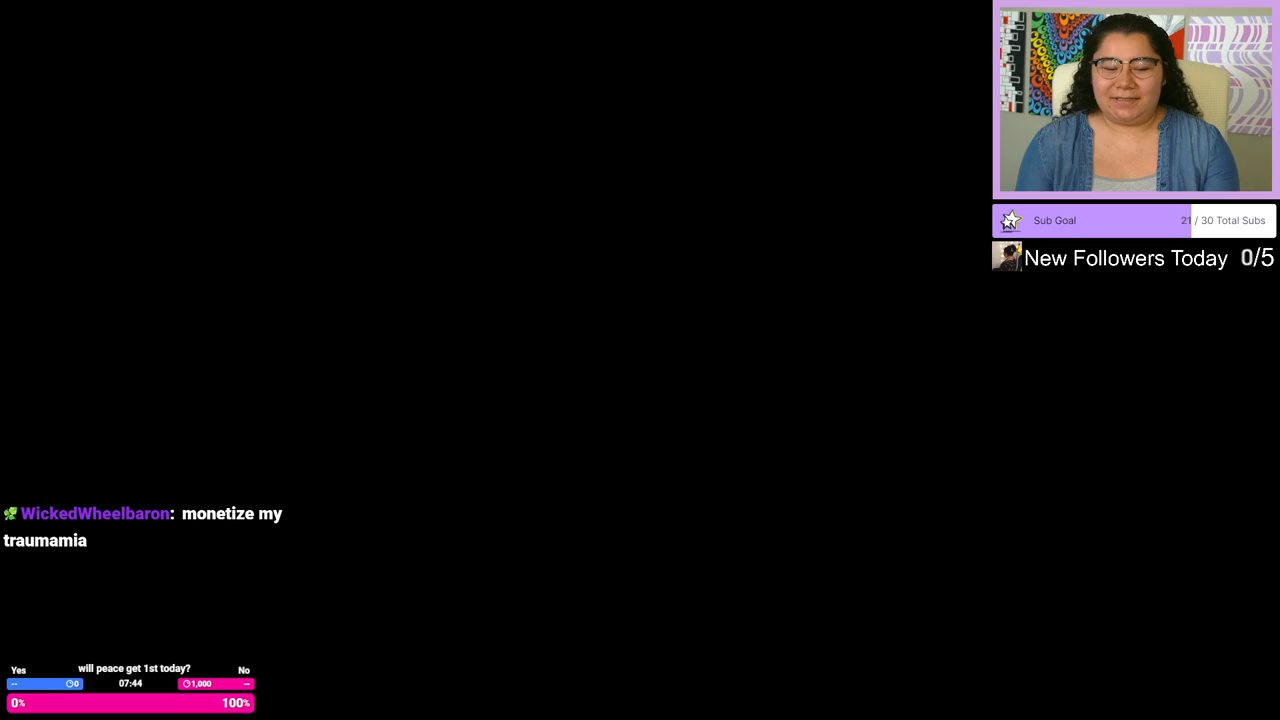 Sub Goal 21 / 30 Total Subs
New Followers Today 0/5
WickedWheelbaron: monetize my
traumamia
Yes will peace get 1st today? No
-- 0 07:44 1,000 --
0% 100%